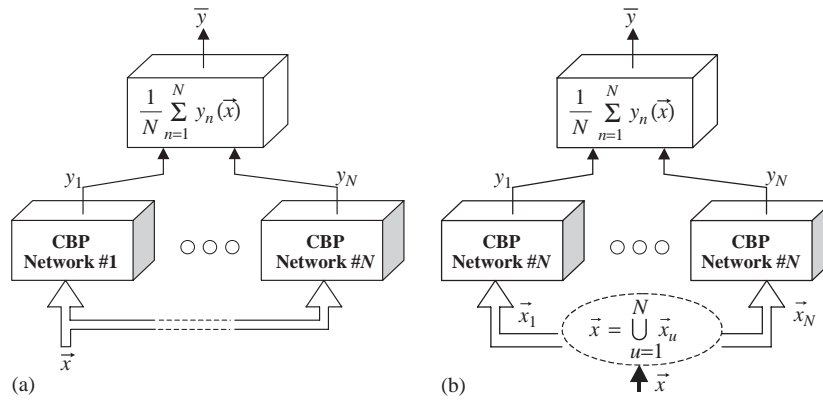 y̅
1/N Σ_{n=1}^{N} y_n(x⃗)
y_1
y_N
CBP
Network #1
CBP
Network #N
x⃗
(a)
y̅
1/N Σ_{n=1}^{N} y_n(x⃗)
y_1
y_N
CBP
Network #N
CBP
Network #N
x⃗_1
x⃗ = ⋃_{u=1}^{N} x⃗_u
x⃗_N
x⃗
(b)